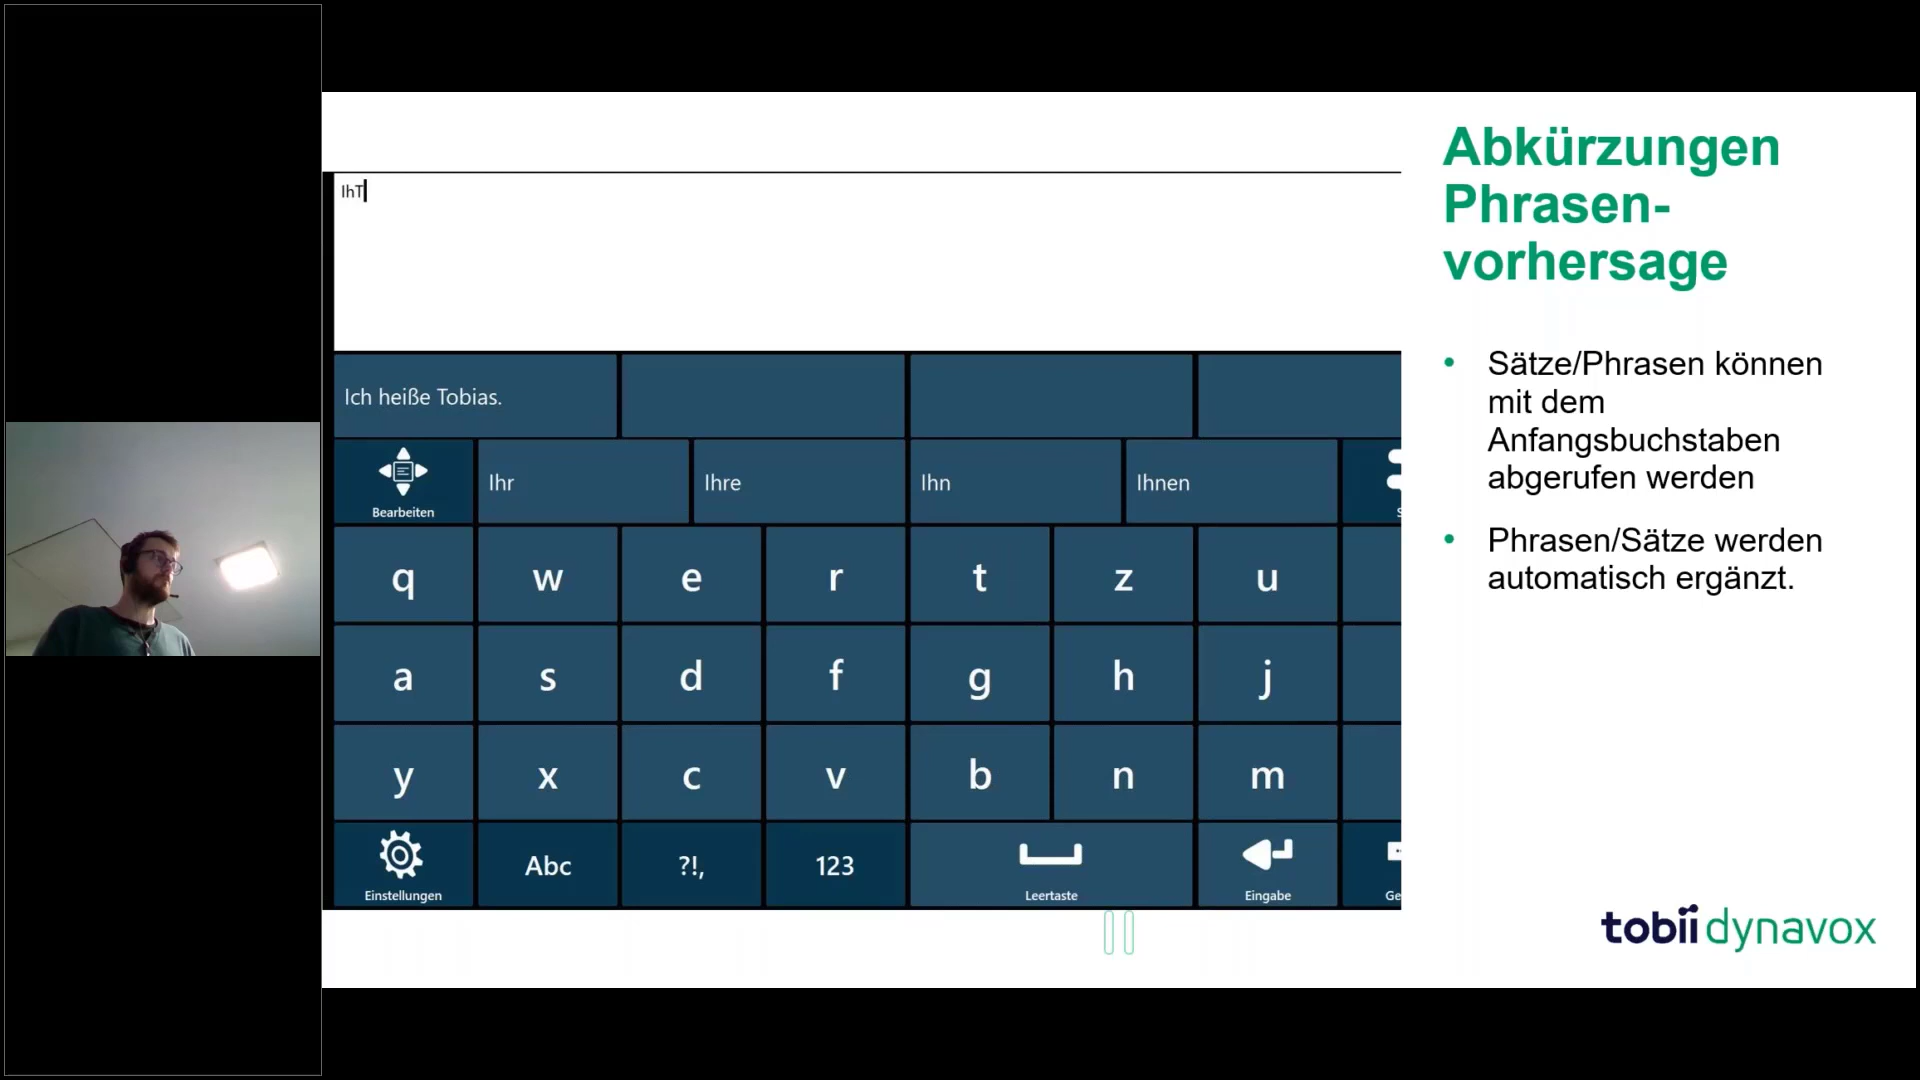 IhT
Ich heiße Tobias.
Bearbeiten
Ihr
Ihre
Ihn
Ihnen
q w e r t z u
a s d f g h j
y x c v b n m
Einstellungen
Abc
?!,
123
Leertaste
Eingabe
Abkürzungen
Phrasen-
vorhersage
• Sätze/Phrasen können
mit dem
Anfangsbuchstaben
abgerufen werden
• Phrasen/Sätze werden
automatisch ergänzt.
tobii dynavox